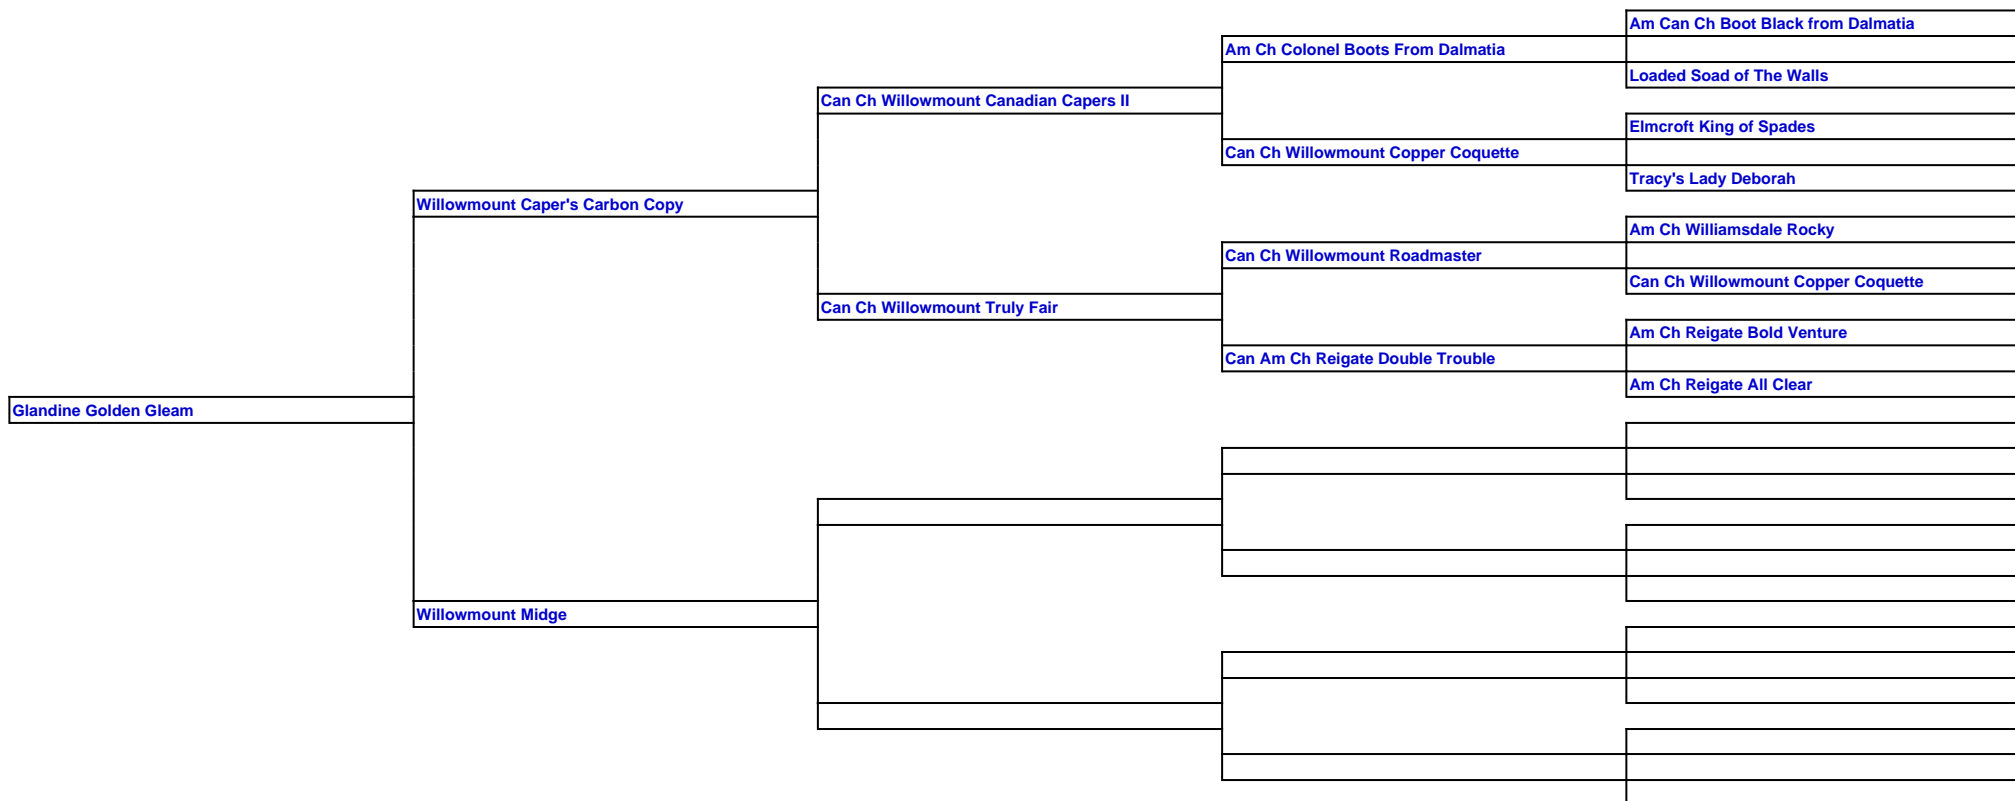 Am Can Ch Boot Black from Dalmatia
Am Ch Colonel Boots From Dalmatia
Loaded Soad of The Walls
Can Ch Willowmount Canadian Capers II
Elmcroft King of Spades
Can Ch Willowmount Copper Coquette
Tracy's Lady Deborah
Willowmount Caper's Carbon Copy
Am Ch Williamsdale Rocky
Can Ch Willowmount Roadmaster
Can Ch Willowmount Copper Coquette
Can Ch Willowmount Truly Fair
Am Ch Reigate Bold Venture
Can Am Ch Reigate Double Trouble
Am Ch Reigate All Clear
Glandine Golden Gleam
Willowmount Midge